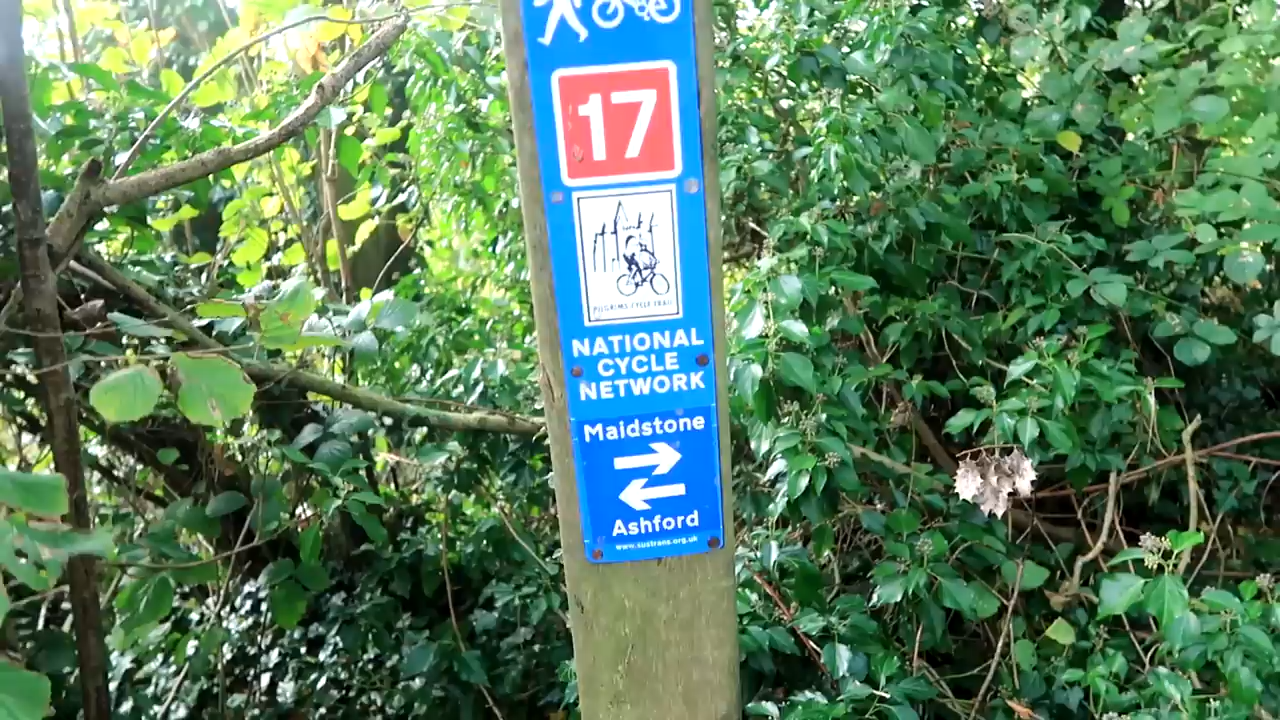 17
PILGRIMS CYCLE TRAIL
NATIONAL
CYCLE
NETWORK
Maidstone
Ashford
www.sustrans.org.uk